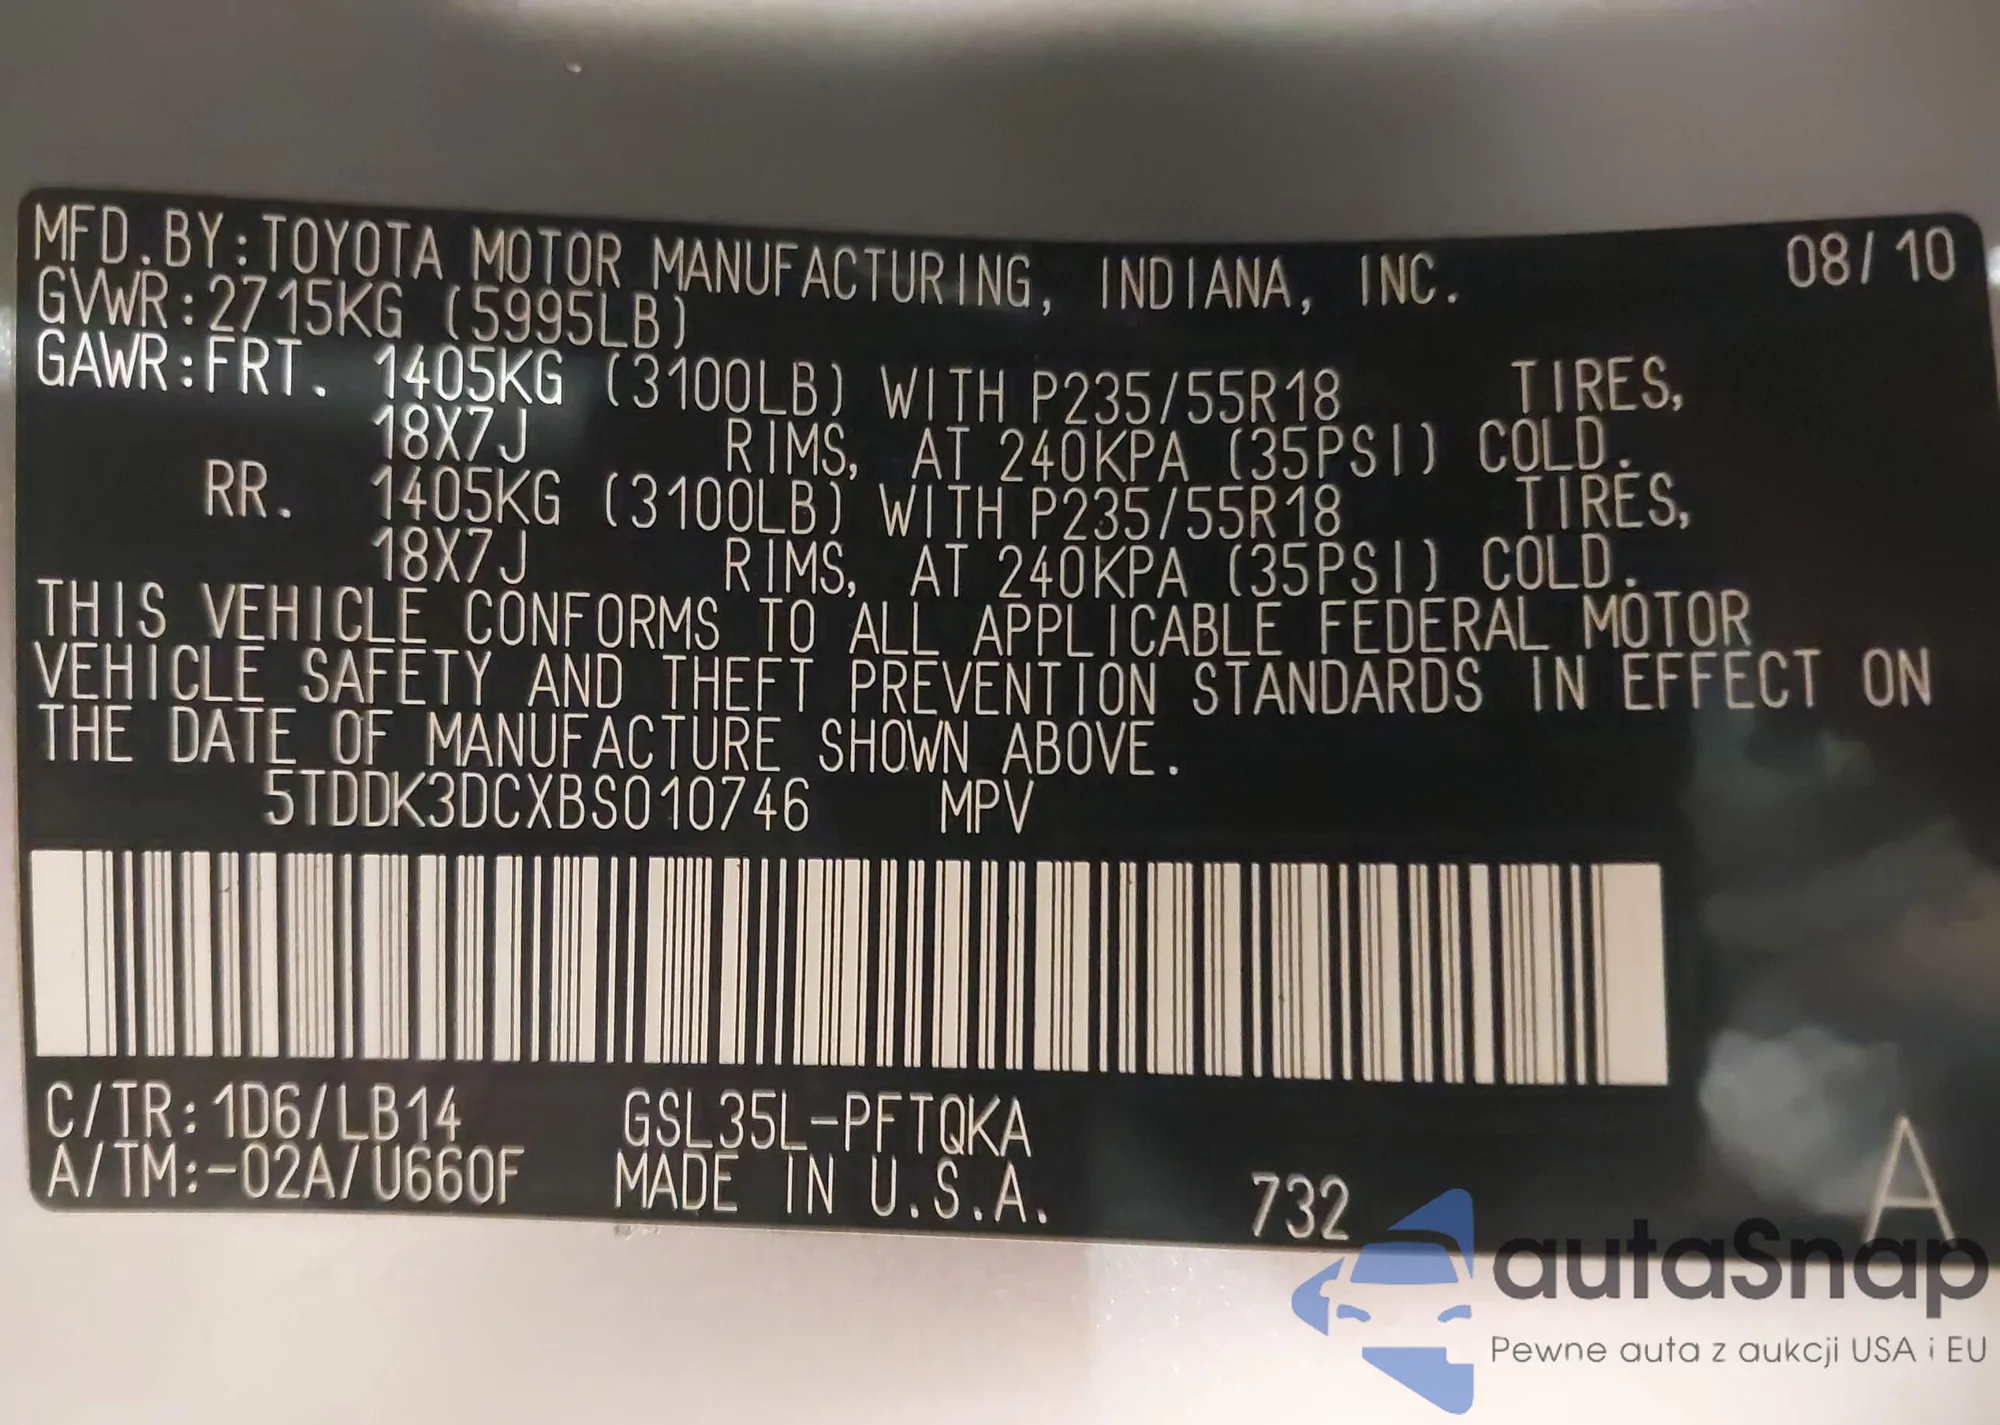 MFD.BY:TOYOTA MOTOR MANUFACTURING, INDIANA, INC. 08/10
GVWR:2715KG (5995LB)
GAWR:FRT. 1405KG (3100LB) WITH P235/55R18 TIRES,
18X7J RIMS, AT 240KPA (35PSI) COLD.
RR. 1405KG (3100LB) WITH P235/55R18 TIRES,
18X7J RIMS, AT 240KPA (35PSI) COLD.
THIS VEHICLE CONFORMS TO ALL APPLICABLE FEDERAL MOTOR
VEHICLE SAFETY AND THEFT PREVENTION STANDARDS IN EFFECT ON
THE DATE OF MANUFACTURE SHOWN ABOVE.
5TDDK3DCXBS010746 MPV
C/TR:1D6/LB14 GSL35L-PFTQKA
A/TM:-02A/U660F MADE IN U.S.A. 732 A
autaSnap
Pewne auta z aukcji USA i EU